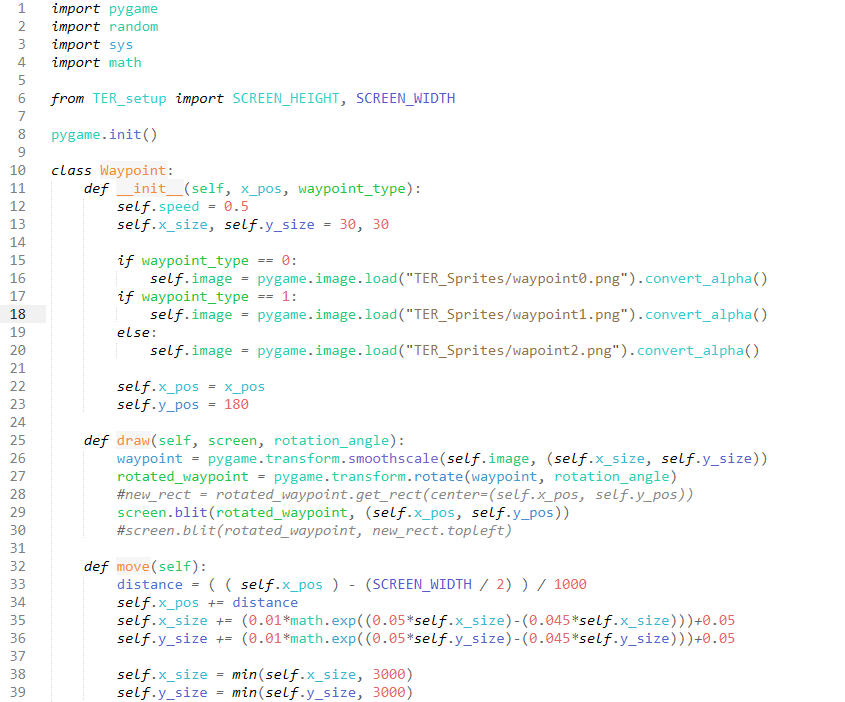 1 import pygame
2 import random
3 import sys
4 import math
5
6 from TER_setup import SCREEN_HEIGHT, SCREEN_WIDTH
7
8 pygame.init()
9
10 class Waypoint:
11     def __init__(self, x_pos, waypoint_type):
12         self.speed = 0.5
13         self.x_size, self.y_size = 30, 30
14
15         if waypoint_type == 0:
16             self.image = pygame.image.load("TER_Sprites/waypoint0.png").convert_alpha()
17         if waypoint_type == 1:
18             self.image = pygame.image.load("TER_Sprites/waypoint1.png").convert_alpha()
19         else:
20             self.image = pygame.image.load("TER_Sprites/wapoint2.png").convert_alpha()
21
22         self.x_pos = x_pos
23         self.y_pos = 180
24
25     def draw(self, screen, rotation_angle):
26         waypoint = pygame.transform.smoothscale(self.image, (self.x_size, self.y_size))
27         rotated_waypoint = pygame.transform.rotate(waypoint, rotation_angle)
28         #new_rect = rotated_waypoint.get_rect(center=(self.x_pos, self.y_pos))
29         screen.blit(rotated_waypoint, (self.x_pos, self.y_pos))
30         #screen.blit(rotated_waypoint, new_rect.topleft)
31
32     def move(self):
33         distance = ( ( self.x_pos ) - (SCREEN_WIDTH / 2) ) / 1000
34         self.x_pos += distance
35         self.x_size += (0.01*math.exp((0.05*self.x_size)-(0.045*self.x_size)))+0.05
36         self.y_size += (0.01*math.exp((0.05*self.y_size)-(0.045*self.y_size)))+0.05
37
38         self.x_size = min(self.x_size, 3000)
39         self.y_size = min(self.y_size, 3000)